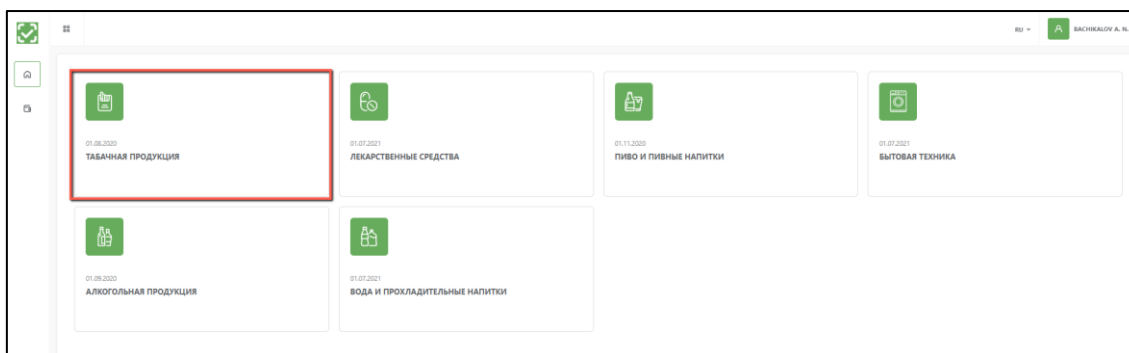 RU
BACHIKALOV A. N.
01.08.2020
ТАБАЧНАЯ ПРОДУКЦИЯ
01.07.2021
ЛЕКАРСТВЕННЫЕ СРЕДСТВА
01.11.2020
ПИВО И ПИВНЫЕ НАПИТКИ
01.07.2021
БЫТОВАЯ ТЕХНИКА
01.09.2020
АЛКОГОЛЬНАЯ ПРОДУКЦИЯ
01.07.2021
ВОДА И ПРОХЛАДИТЕЛЬНЫЕ НАПИТКИ